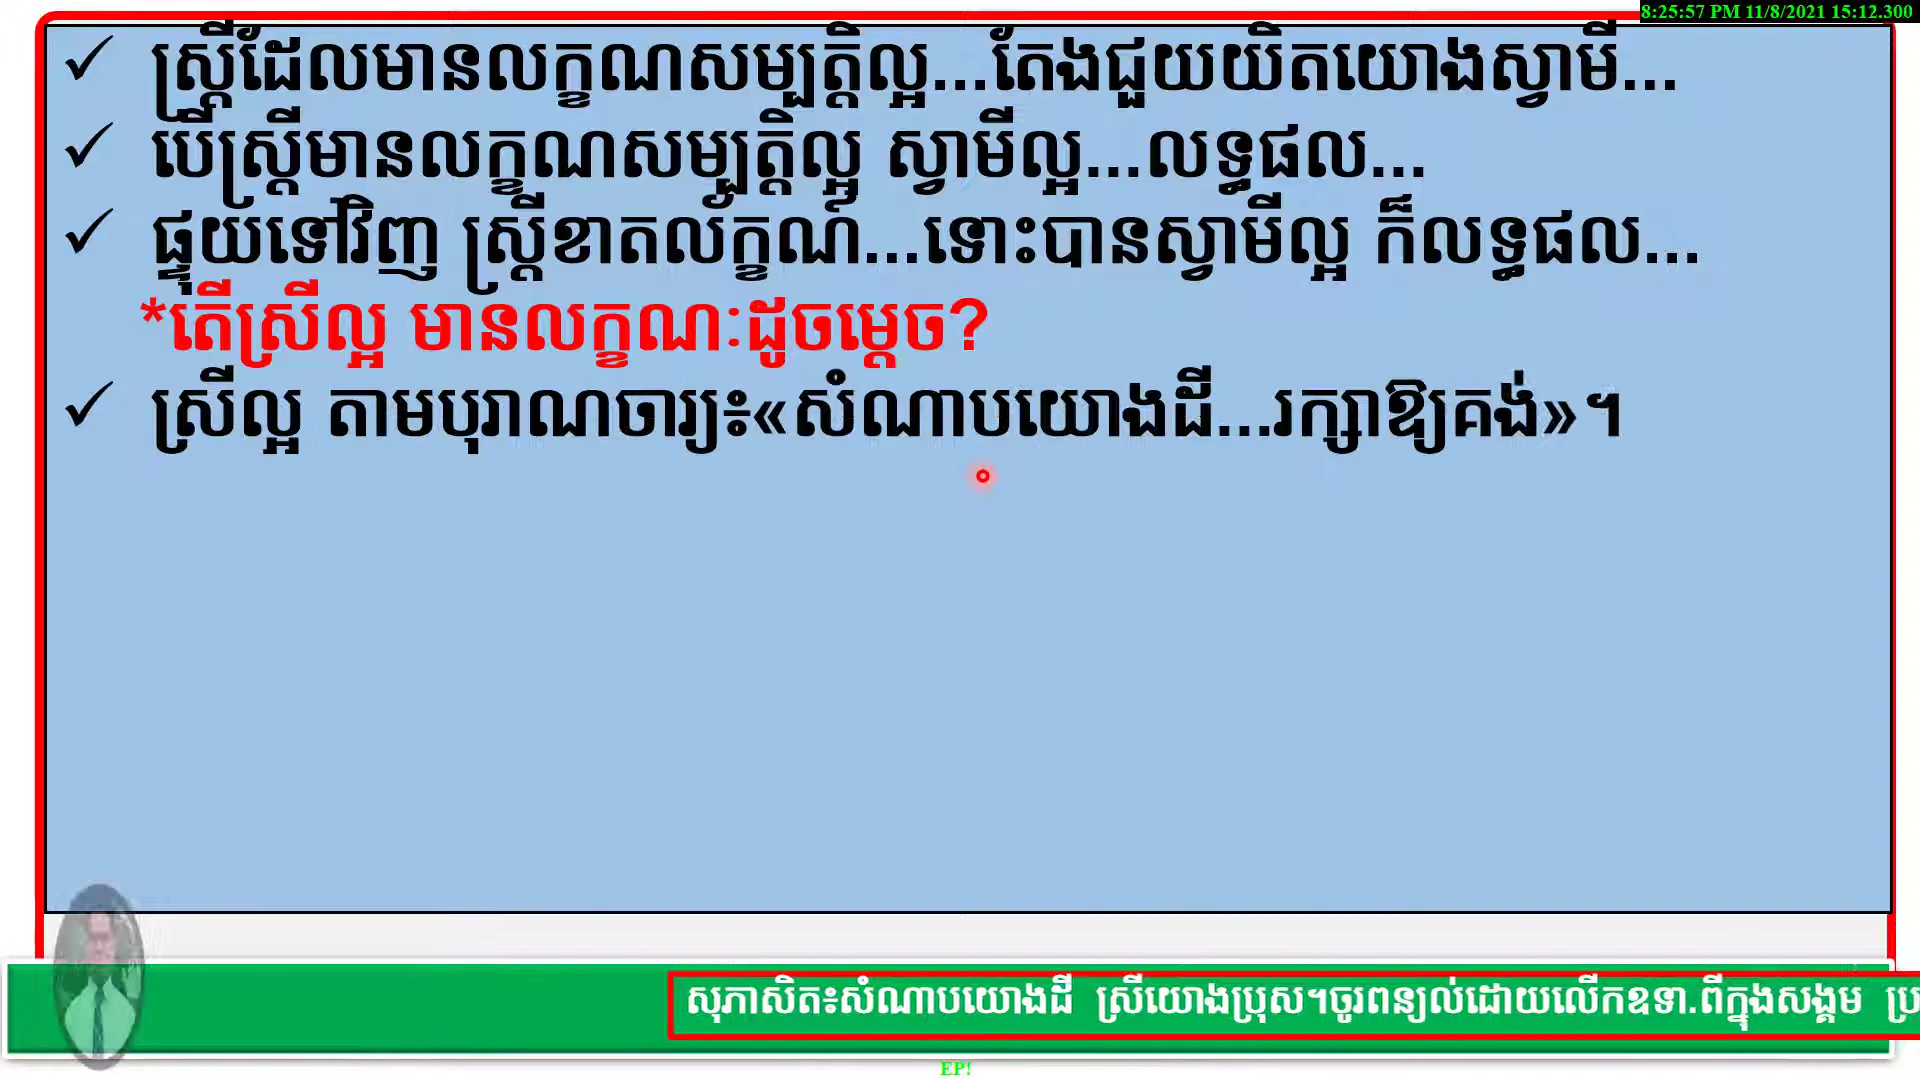 8:25:57 PM 11/8/2021 15:12.300
✓ ស្ត្រីដែលមានលក្ខណសម្បត្តិល្អ...តែងជួយយិតយោងស្វាមី...
✓ បើស្ត្រីមានលក្ខណសម្បត្តិល្អ ស្វាមីល្អ...លទ្ធផល...
✓ ផ្ទុយទៅវិញ ស្ត្រីខាតល័ក្ខណ៍...ទោះបានស្វាមីល្អ ក៏លទ្ធផល...
*តើស្រីល្អ មានលក្ខណៈដូចម្ដេច?
✓ ស្រីល្អ តាមបុរាណចារ្យ៖«សំណាបយោងដី...រក្សាឱ្យគង់»។
សុភាសិត៖សំណាបយោងដី ស្រីយោងប្រុស។ចូរពន្យល់ដោយលើកឧទា.ពីក្នុងសង្គម ប្រ
EP!